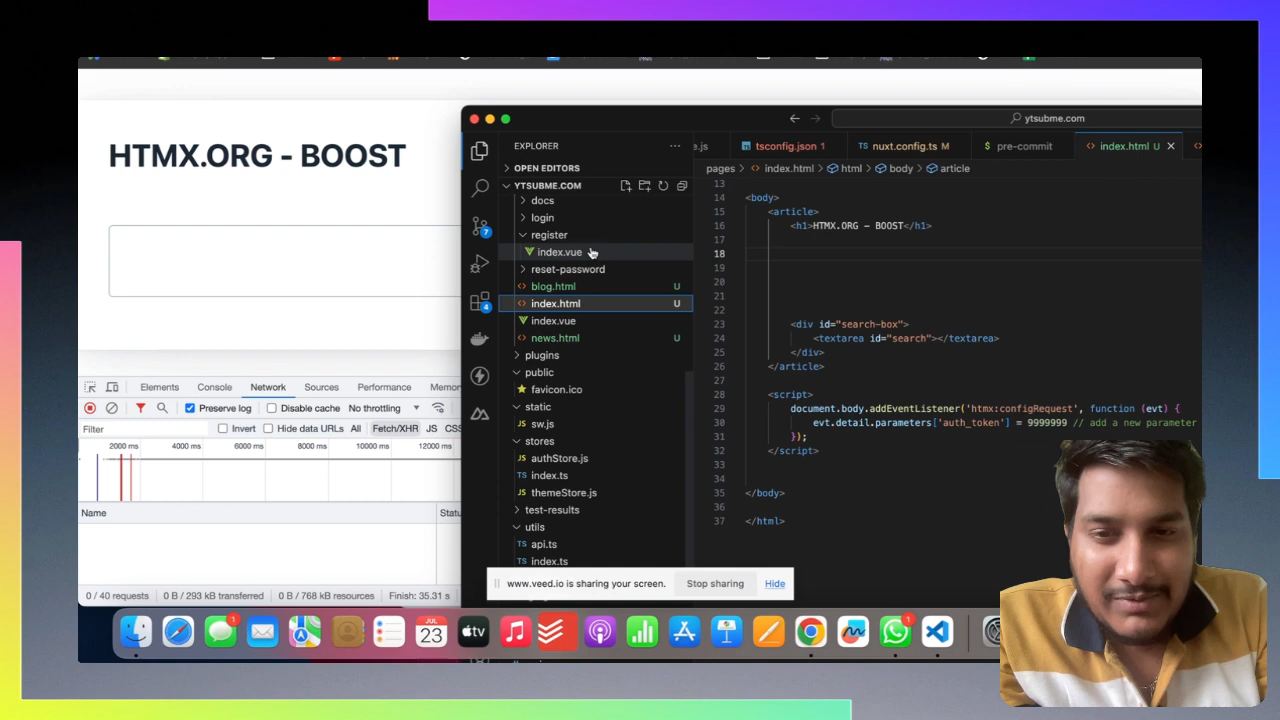 HTMX.ORG - BOOST
Elements Console Network Sources Performance Memor
Preserve log Disable cache No throttling
Filter Invert Hide data URLs All Fetch/XHR JS CSS
2000 ms 4000 ms 6000 ms 8000 ms 10000 ms 12000 ms
Name Statu
0 / 40 requests 0 B / 293 kB transferred 0 B / 768 kB resources Finish: 35.31 s
ytsubme.com
EXPLORER
OPEN EDITORS
YTSUBME.COM
docs
login
register
index.vue
reset-password
blog.html U
index.html U
index.vue
news.html U
plugins
public
favicon.ico
static
sw.js
stores
authStore.js
index.ts
themeStore.js
test-results
utils
api.ts
index.ts
7
4
e.js tsconfig.json 1 nuxt.config.ts M pre-commit index.html U
pages > index.html > html > body > article
13
14 <body>
15 <article>
16 <h1>HTMX.ORG - BOOST</h1>
17
18
19
20
21
22
23 <div id="search-box">
24 <textarea id="search"></textarea>
25 </div>
26 </article>
27
28 <script>
29 document.body.addEventListener('htmx:configRequest', function (evt) {
30 evt.detail.parameters['auth_token'] = 9999999 // add a new parameter
31 });
32 </script>
33
34
35 </body>
36
37 </html>
www.veed.io is sharing your screen. Stop sharing Hide
1
JUL
23
tv
1